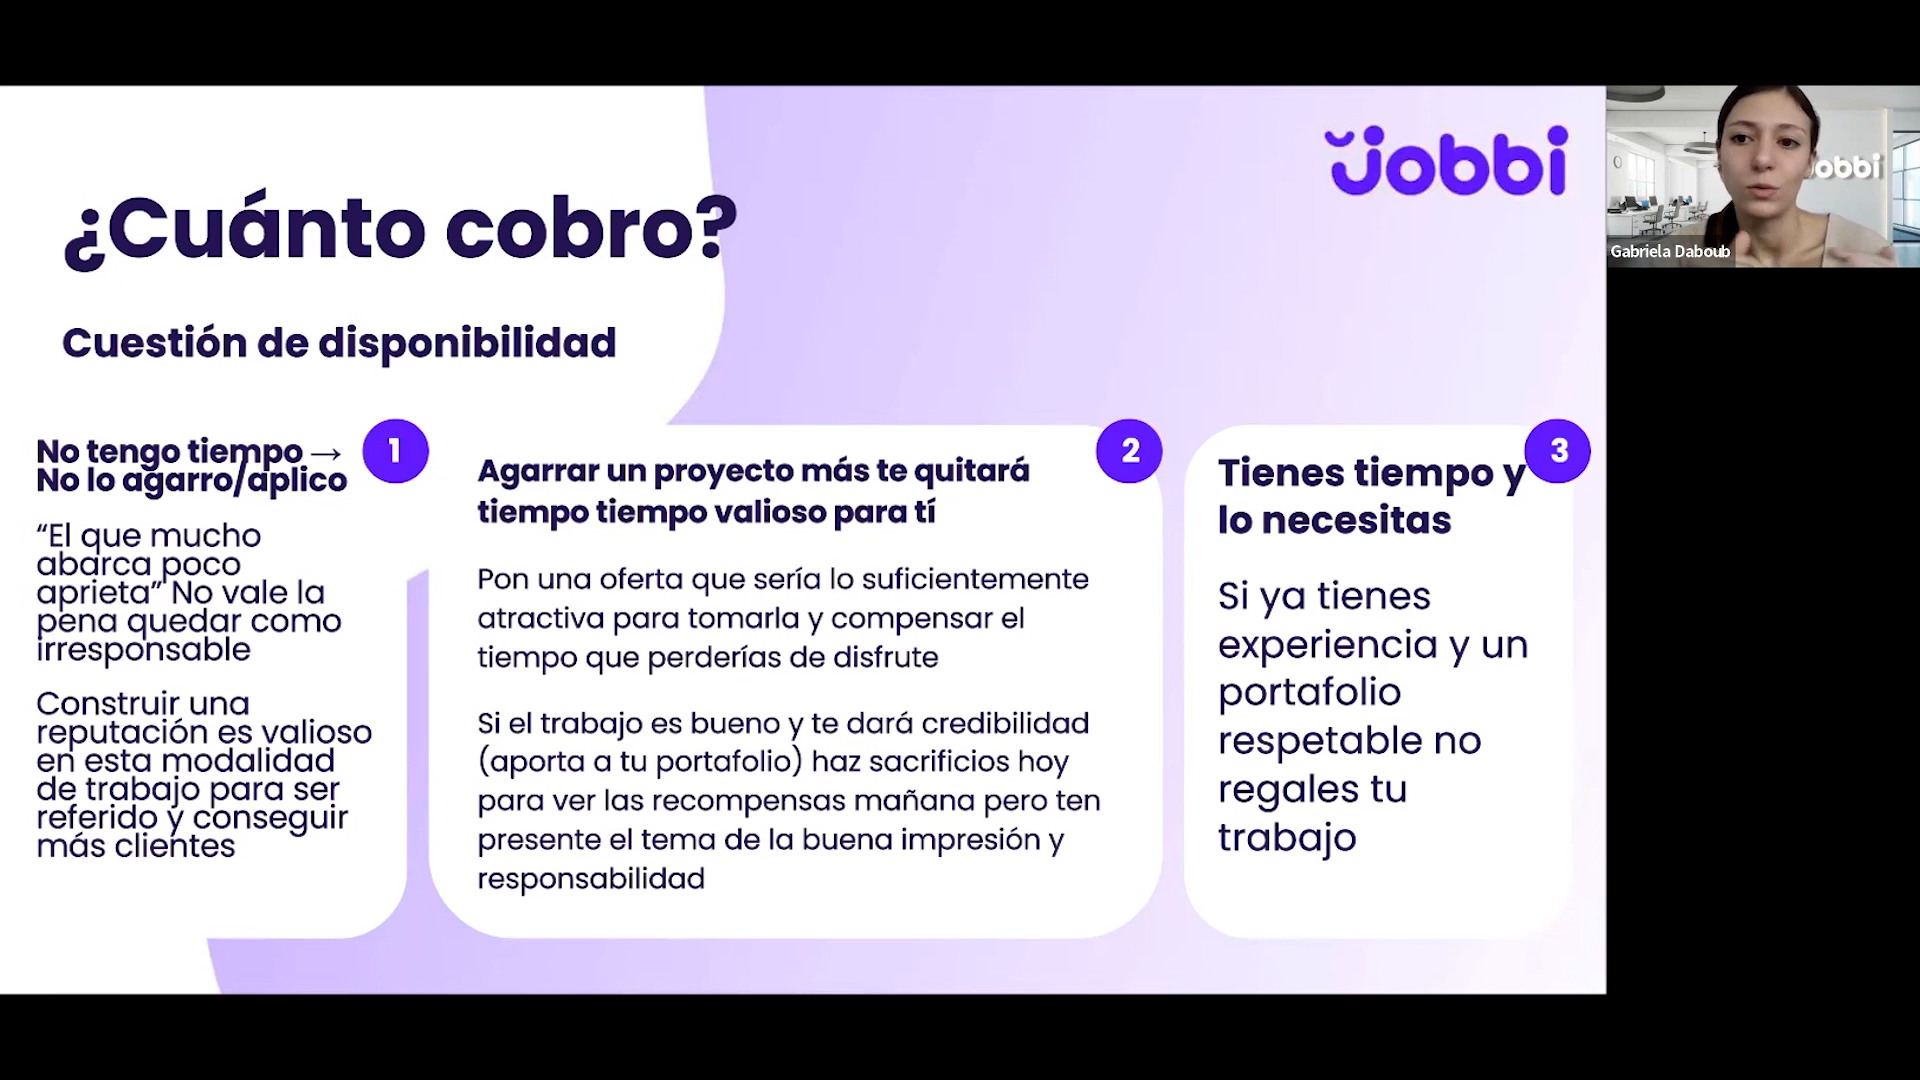 jobbi
¿Cuánto cobro?
Cuestión de disponibilidad
1
No tengo tiempo →
No lo agarro/aplico
“El que mucho
abarca poco
aprieta” No vale la
pena quedar como
irresponsable
Construir una
reputación es valioso
en esta modalidad
de trabajo para ser
referido y conseguir
más clientes
2
Agarrar un proyecto más te quitará
tiempo tiempo valioso para tí
Pon una oferta que sería lo suficientemente
atractiva para tomarla y compensar el
tiempo que perderías de disfrute
Si el trabajo es bueno y te dará credibilidad
(aporta a tu portafolio) haz sacrificios hoy
para ver las recompensas mañana pero ten
presente el tema de la buena impresión y
responsabilidad
3
Tienes tiempo y
lo necesitas
Si ya tienes
experiencia y un
portafolio
respetable no
regales tu
trabajo
obbi
Gabriela Daboub